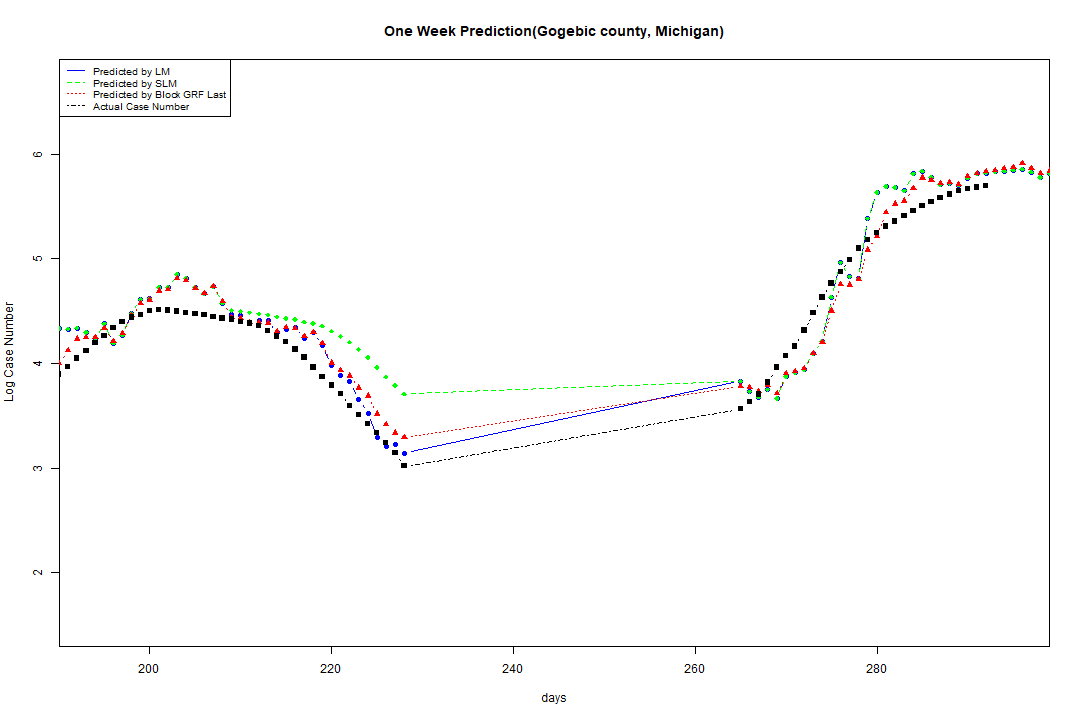 One Week Prediction(Gogebic county, Michigan)
Predicted by LM
Predicted by SLM
Predicted by Block GRF Last
Actual Case Number
6
5
4
3
2
Log Case Number
200 220 240 260 280
days